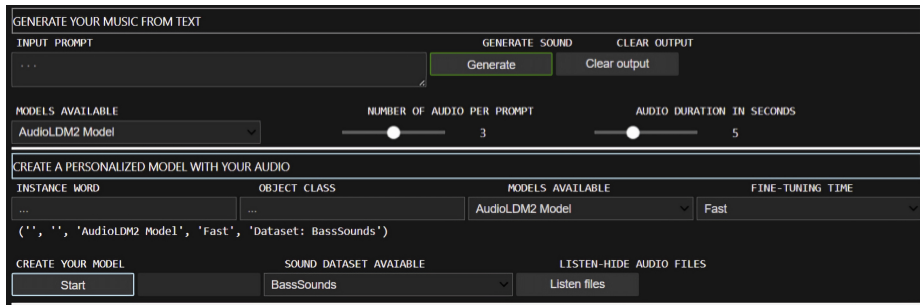 GENERATE YOUR MUSIC FROM TEXT
INPUT PROMPT GENERATE SOUND CLEAR OUTPUT
... Generate Clear output
MODELS AVAILABLE NUMBER OF AUDIO PER PROMPT AUDIO DURATION IN SECONDS
AudioLDM2 Model 3 5
CREATE A PERSONALIZED MODEL WITH YOUR AUDIO
INSTANCE WORD OBJECT CLASS MODELS AVAILABLE FINE-TUNING TIME
... ... AudioLDM2 Model Fast
('', '', 'AudioLDM2 Model', 'Fast', 'Dataset: BassSounds')
CREATE YOUR MODEL SOUND DATASET AVAIABLE LISTEN-HIDE AUDIO FILES
Start BassSounds Listen files